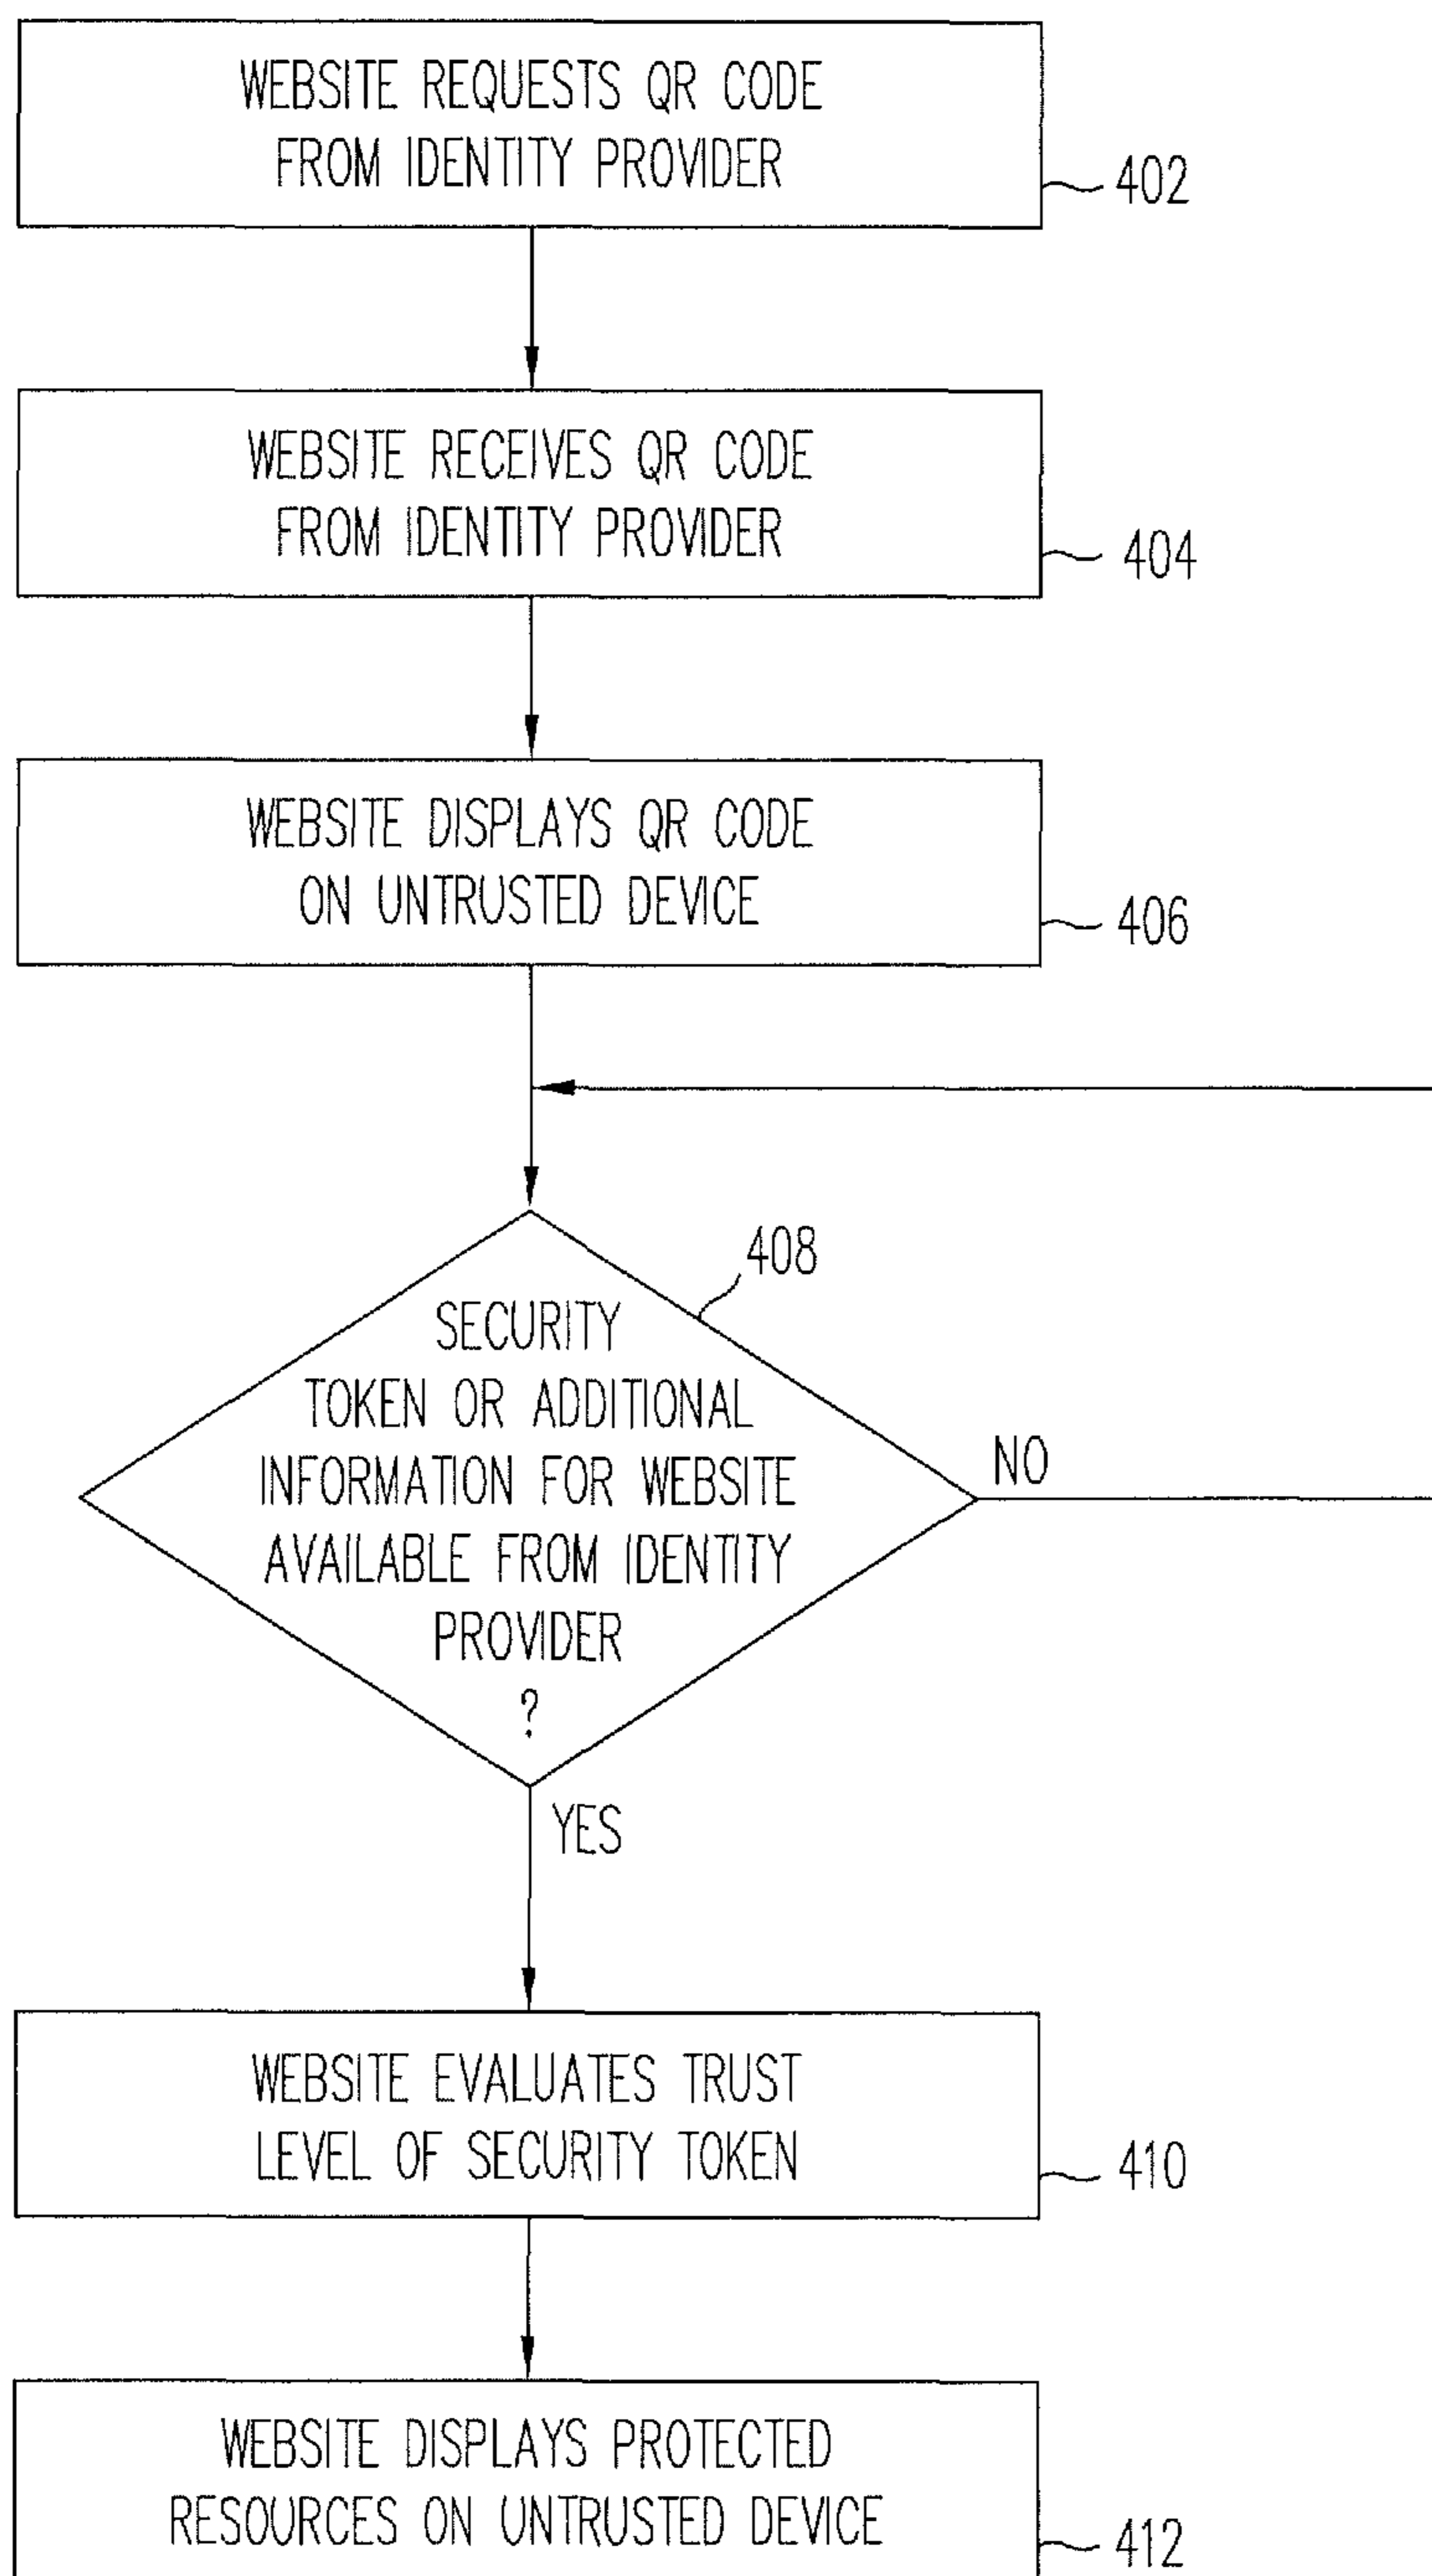 WEBSITE REQUESTS QR CODE
FROM IDENTITY PROVIDER
402
WEBSITE RECEIVES QR CODE
FROM IDENTITY PROVIDER
404
WEBSITE DISPLAYS QR CODE
ON UNTRUSTED DEVICE
406
408
SECURITY
TOKEN OR ADDITIONAL
INFORMATION FOR WEBSITE
AVAILABLE FROM IDENTITY
PROVIDER
?
NO
YES
WEBSITE EVALUATES TRUST
LEVEL OF SECURITY TOKEN
410
WEBSITE DISPLAYS PROTECTED
RESOURCES ON UNTRUSTED DEVICE
412